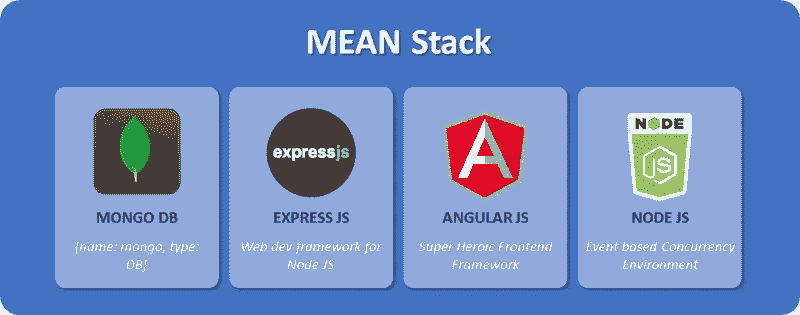 MEAN Stack
expressjs
A
NODE
JS
MONGO DB
EXPRESS JS
ANGULAR JS
NODE JS
{name: mongo, type:
DB}
Web dev framework for
Node JS
Super Heroic Frontend
Framework
Event based Concurrency
Environment